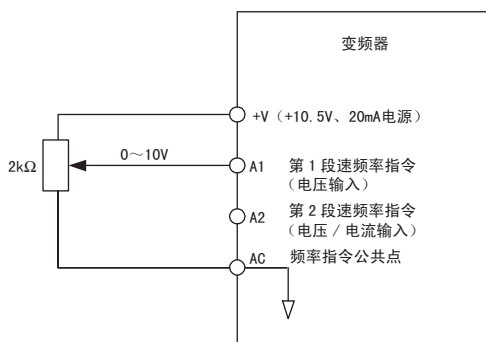 变频器
+V（+10.5V、20mA电源）
2kΩ
0～10V
A1 第 1 段速频率指令
（电压输入）
A2 第 2 段速频率指令
（电压 / 电流输入）
AC 频率指令公共点